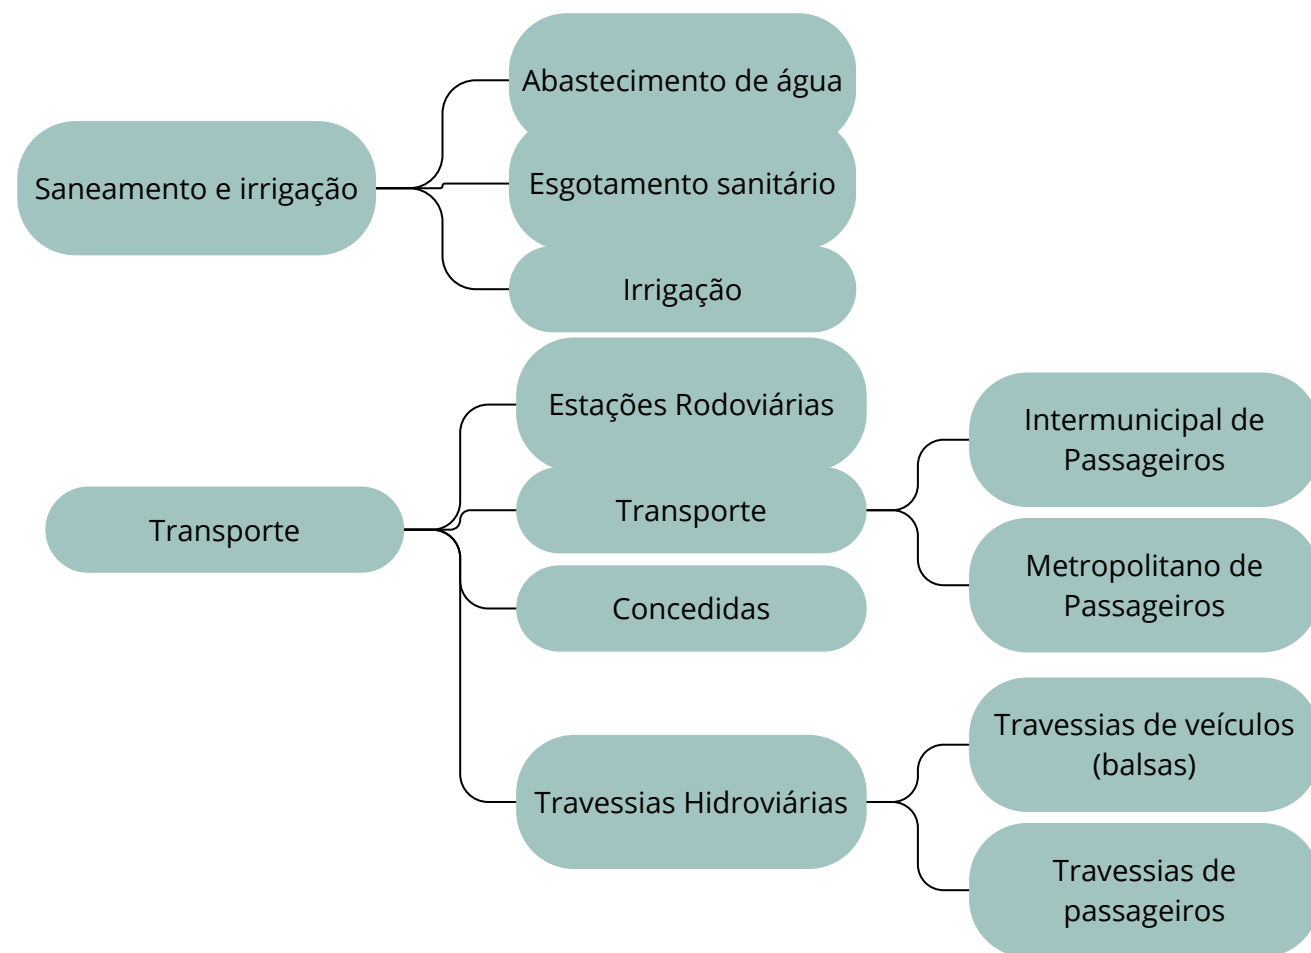 Saneamento e irrigação
Abastecimento de água
Esgotamento sanitário
Irrigação
Transporte
Estações Rodoviárias
Transporte
Intermunicipal de
Passageiros
Metropolitano de
Passageiros
Concedidas
Travessias Hidroviárias
Travessias de veículos
(balsas)
Travessias de
passageiros